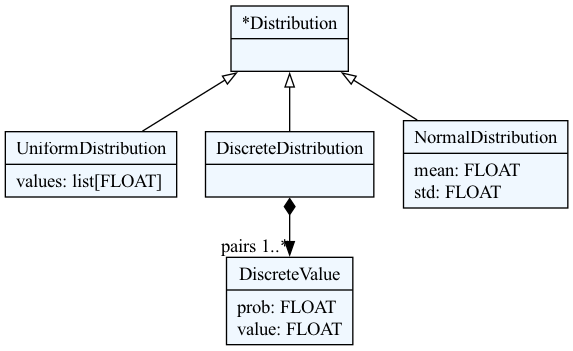 *Distribution
UniformDistribution
values: list[FLOAT]
DiscreteDistribution
NormalDistribution
mean: FLOAT
std: FLOAT
pairs 1..*
DiscreteValue
prob: FLOAT
value: FLOAT